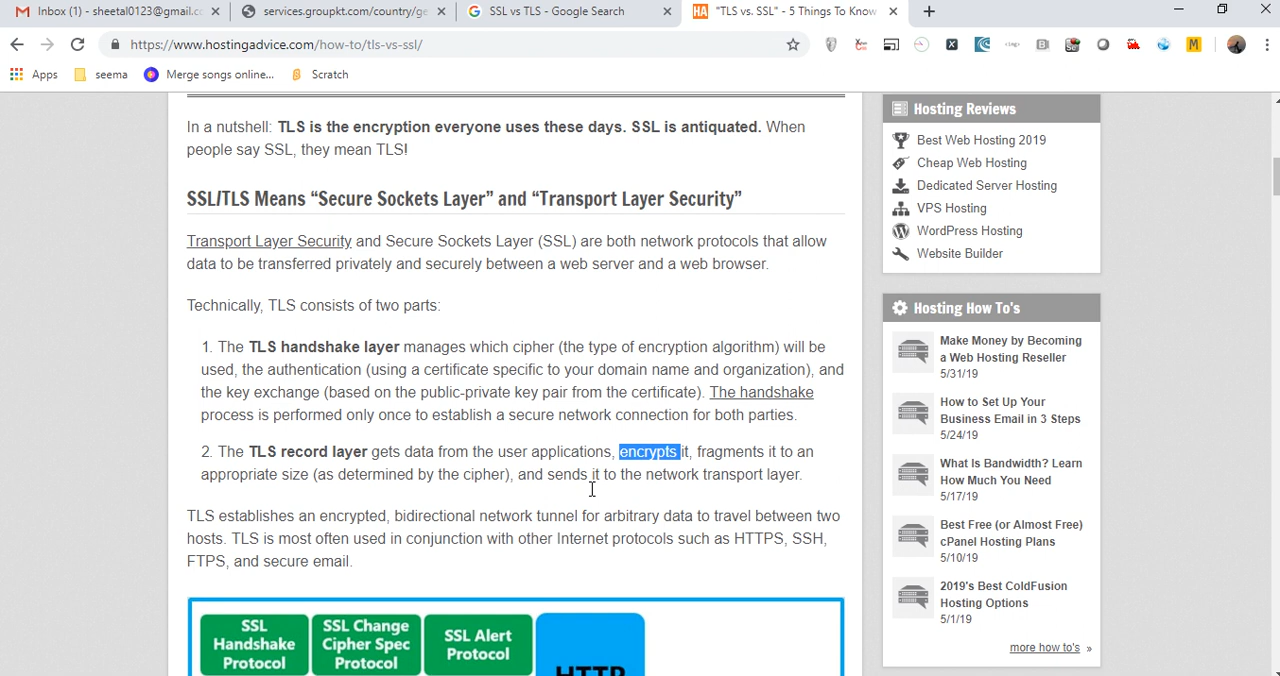 Inbox (1) - sheetal0123@gmail.c
services.groupkt.com/country/ge
SSL vs TLS - Google Search
HA "TLS vs. SSL" - 5 Things To Know
https://www.hostingadvice.com/how-to/tls-vs-ssl/
Apps seema Merge songs online... Scratch
In a nutshell: TLS is the encryption everyone uses these days. SSL is antiquated. When
people say SSL, they mean TLS!
SSL/TLS Means “Secure Sockets Layer” and “Transport Layer Security”
Transport Layer Security and Secure Sockets Layer (SSL) are both network protocols that allow
data to be transferred privately and securely between a web server and a web browser.
Technically, TLS consists of two parts:
1. The TLS handshake layer manages which cipher (the type of encryption algorithm) will be
used, the authentication (using a certificate specific to your domain name and organization), and
the key exchange (based on the public-private key pair from the certificate). The handshake
process is performed only once to establish a secure network connection for both parties.
2. The TLS record layer gets data from the user applications, encrypts it, fragments it to an
appropriate size (as determined by the cipher), and sends it to the network transport layer.
TLS establishes an encrypted, bidirectional network tunnel for arbitrary data to travel between two
hosts. TLS is most often used in conjunction with other Internet protocols such as HTTPS, SSH,
FTPS, and secure email.
SSL
Handshake
Protocol
SSL Change
Cipher Spec
Protocol
SSL Alert
Protocol
HTTP
Hosting Reviews
Best Web Hosting 2019
Cheap Web Hosting
Dedicated Server Hosting
VPS Hosting
WordPress Hosting
Website Builder
Hosting How To's
Make Money by Becoming
a Web Hosting Reseller
5/31/19
How to Set Up Your
Business Email in 3 Steps
5/24/19
What Is Bandwidth? Learn
How Much You Need
5/17/19
Best Free (or Almost Free)
cPanel Hosting Plans
5/10/19
2019's Best ColdFusion
Hosting Options
5/1/19
more how to's »